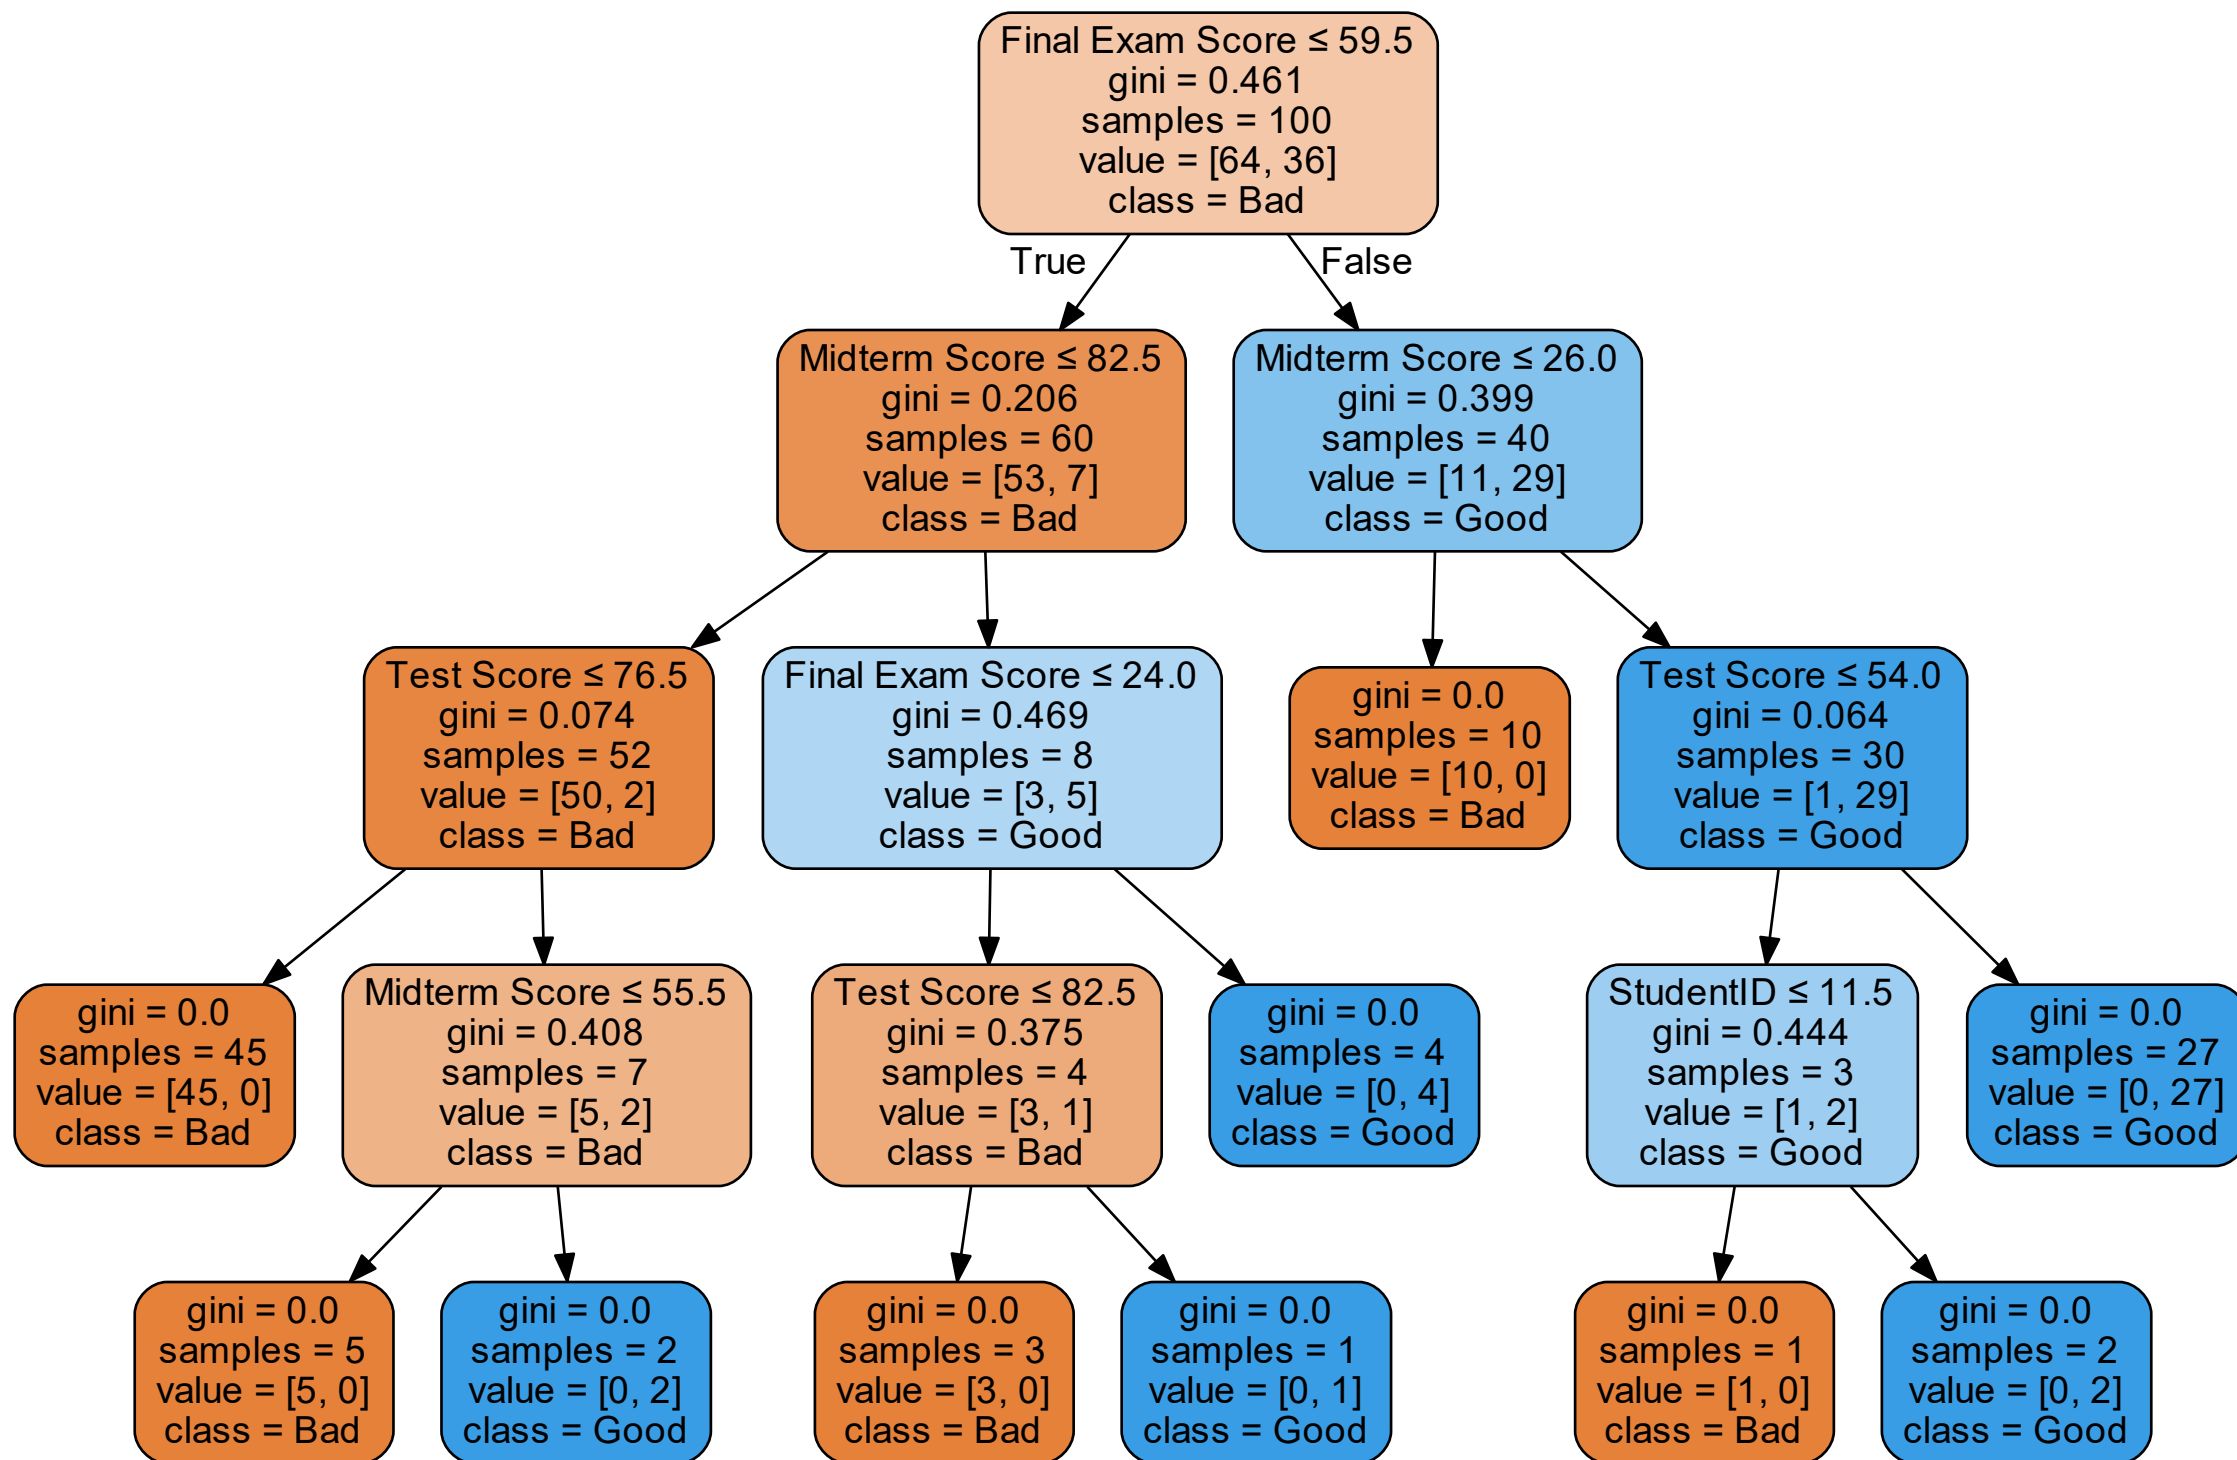 Final Exam Score ≤ 59.5
gini = 0.461
samples = 100
value = [64, 36]
class = Bad
True
False
Midterm Score ≤ 82.5
gini = 0.206
samples = 60
value = [53, 7]
class = Bad
Midterm Score ≤ 26.0
gini = 0.399
samples = 40
value = [11, 29]
class = Good
Test Score ≤ 76.5
gini = 0.074
samples = 52
value = [50, 2]
class = Bad
Final Exam Score ≤ 24.0
gini = 0.469
samples = 8
value = [3, 5]
class = Good
gini = 0.0
samples = 10
value = [10, 0]
class = Bad
Test Score ≤ 54.0
gini = 0.064
samples = 30
value = [1, 29]
class = Good
gini = 0.0
samples = 45
value = [45, 0]
class = Bad
Midterm Score ≤ 55.5
gini = 0.408
samples = 7
value = [5, 2]
class = Bad
Test Score ≤ 82.5
gini = 0.375
samples = 4
value = [3, 1]
class = Bad
gini = 0.0
samples = 4
value = [0, 4]
class = Good
StudentID ≤ 11.5
gini = 0.444
samples = 3
value = [1, 2]
class = Good
gini = 0.0
samples = 27
value = [0, 27]
class = Good
gini = 0.0
samples = 5
value = [5, 0]
class = Bad
gini = 0.0
samples = 2
value = [0, 2]
class = Good
gini = 0.0
samples = 3
value = [3, 0]
class = Bad
gini = 0.0
samples = 1
value = [0, 1]
class = Good
gini = 0.0
samples = 1
value = [1, 0]
class = Bad
gini = 0.0
samples = 2
value = [0, 2]
class = Good